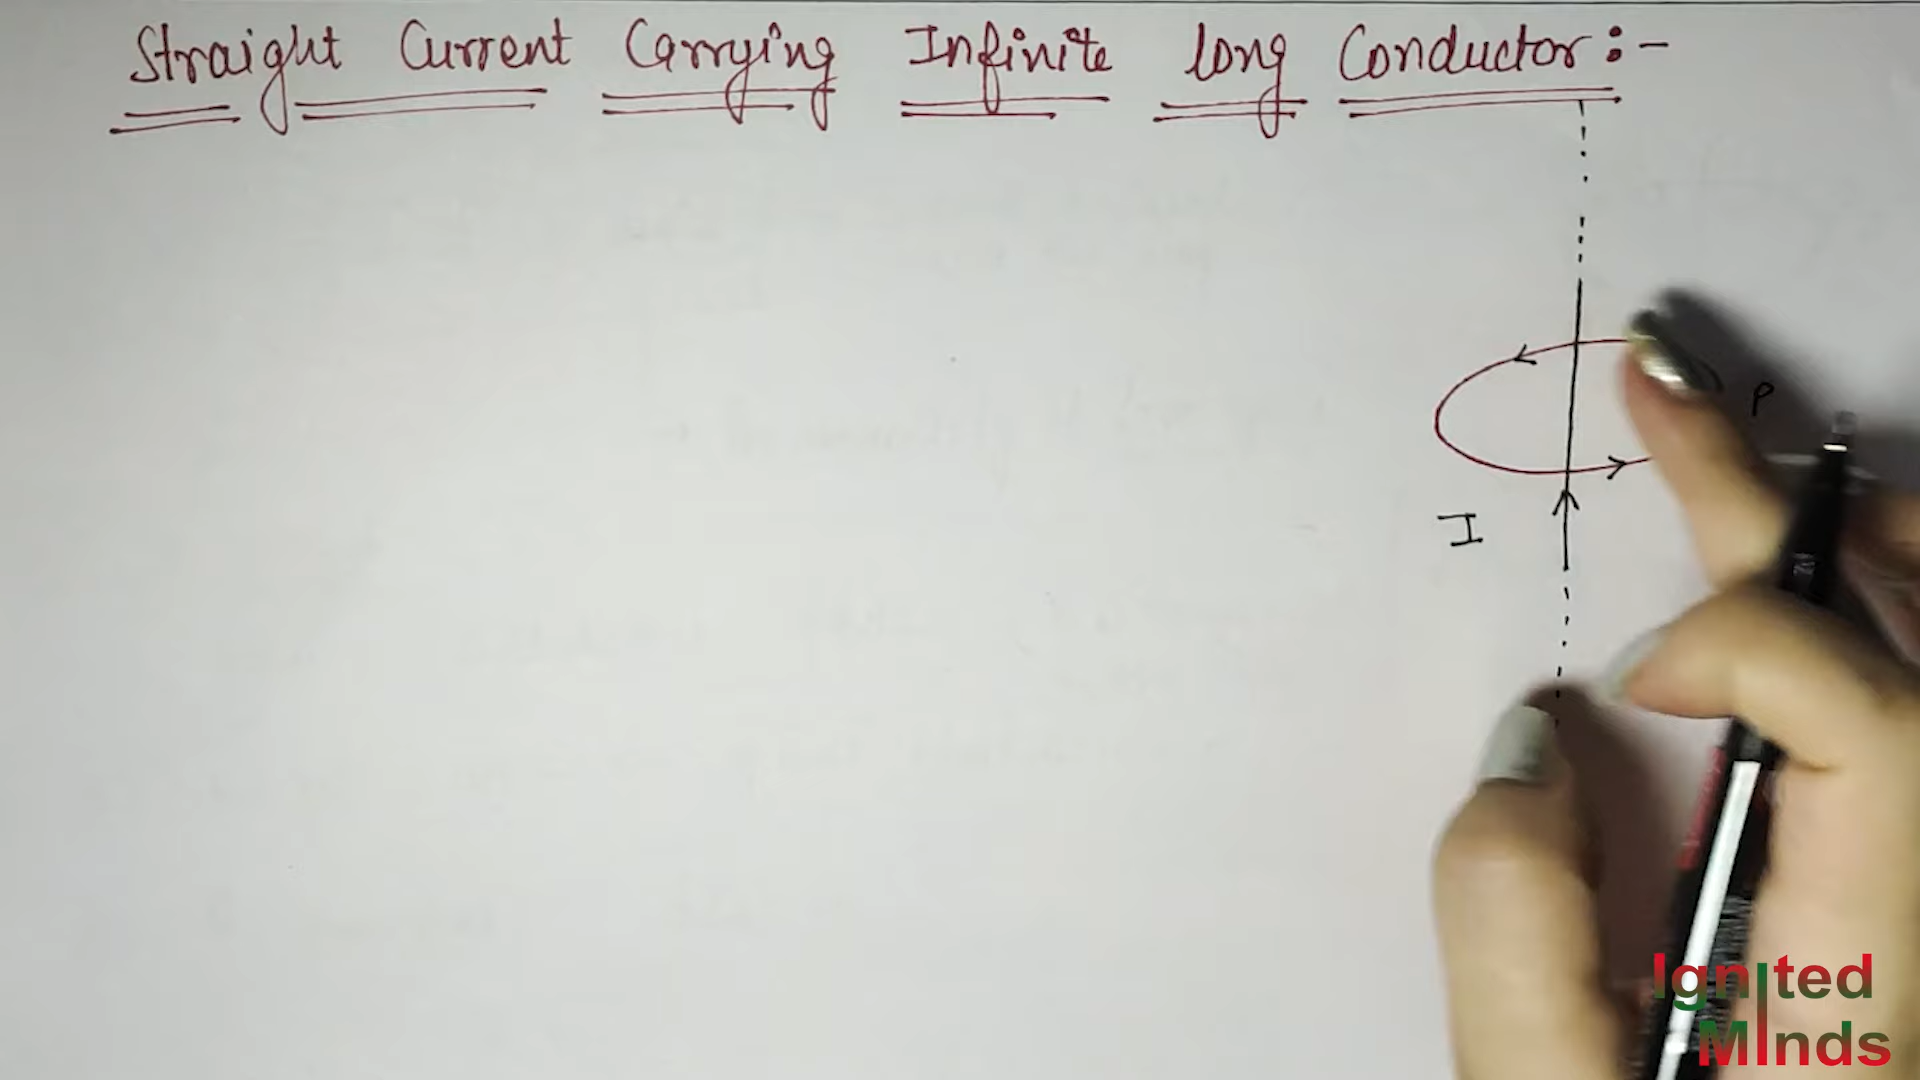 Straight Current Carrying Infinite long Conductor:-
P
I
Ignited
Minds